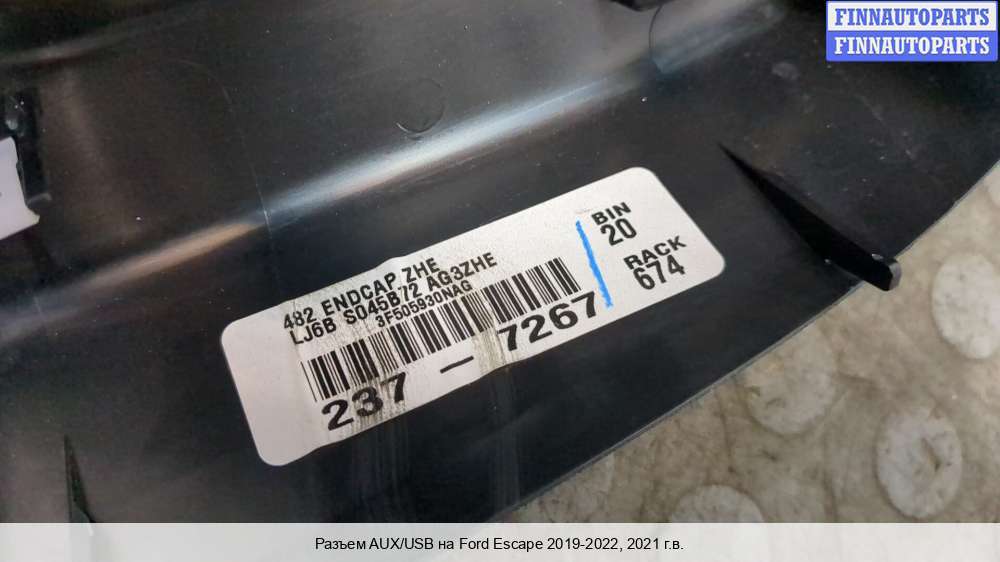 FINNAUTOPARTS
FINNAUTOPARTS
482 ENDCAP ZHE
LJ6B S045B72 AG3ZHE
3F505930NAG
237 - 7267
BIN
20
RACK
674
Разъем AUX/USB на Ford Escape 2019-2022, 2021 г.в.